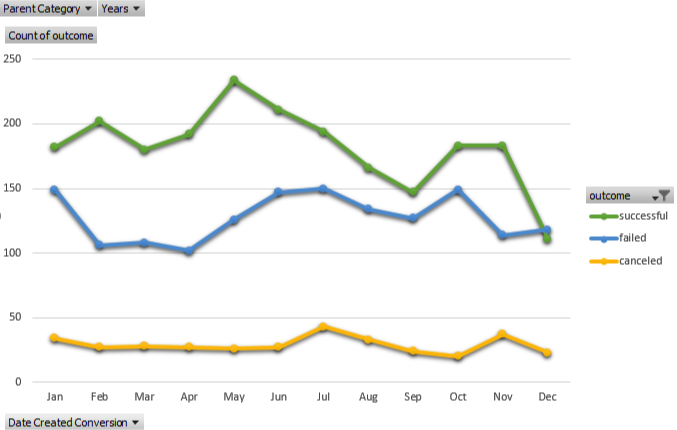 Parent Category Years
Count of outcome
250
200
150
100
50
0
Jan Feb Mar Apr May Jun Jul Aug Sep Oct Nov Dec
outcome
successful
failed
canceled
Date Created Conversion